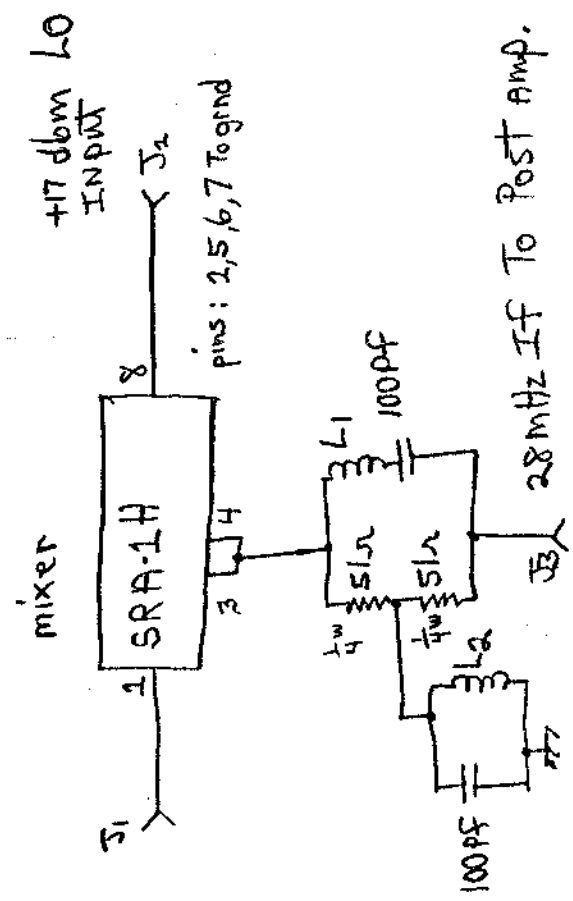 mixer
+17 dbm LO
INput
J1
1
SRA-1H
8
J2
3
4
pins: 2,5,6,7 To grnd
1/4w
51Ω
L1
100pf
1/4w
51Ω
L2
100pf
J3
28mHz If To Post Amp.